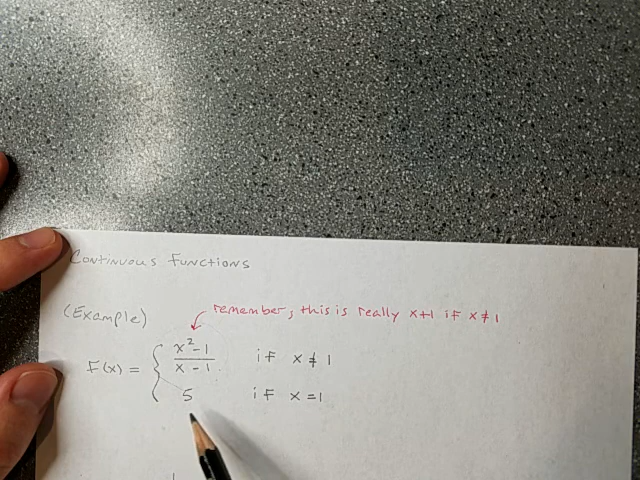 Continuous Functions
(Example)
remember, this is really x+1 if x≠1
F(x) = { x²-1 / x-1 if x≠1
5 if x=1